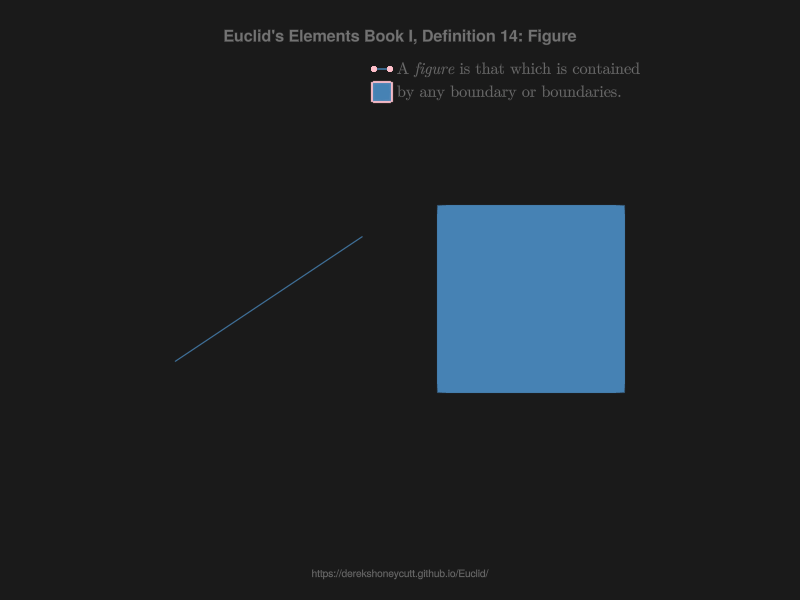 Euclid's Elements Book I, Definition 14: Figure
A figure is that which is contained
by any boundary or boundaries.
https://derekshoneycutt.github.io/Euclid/